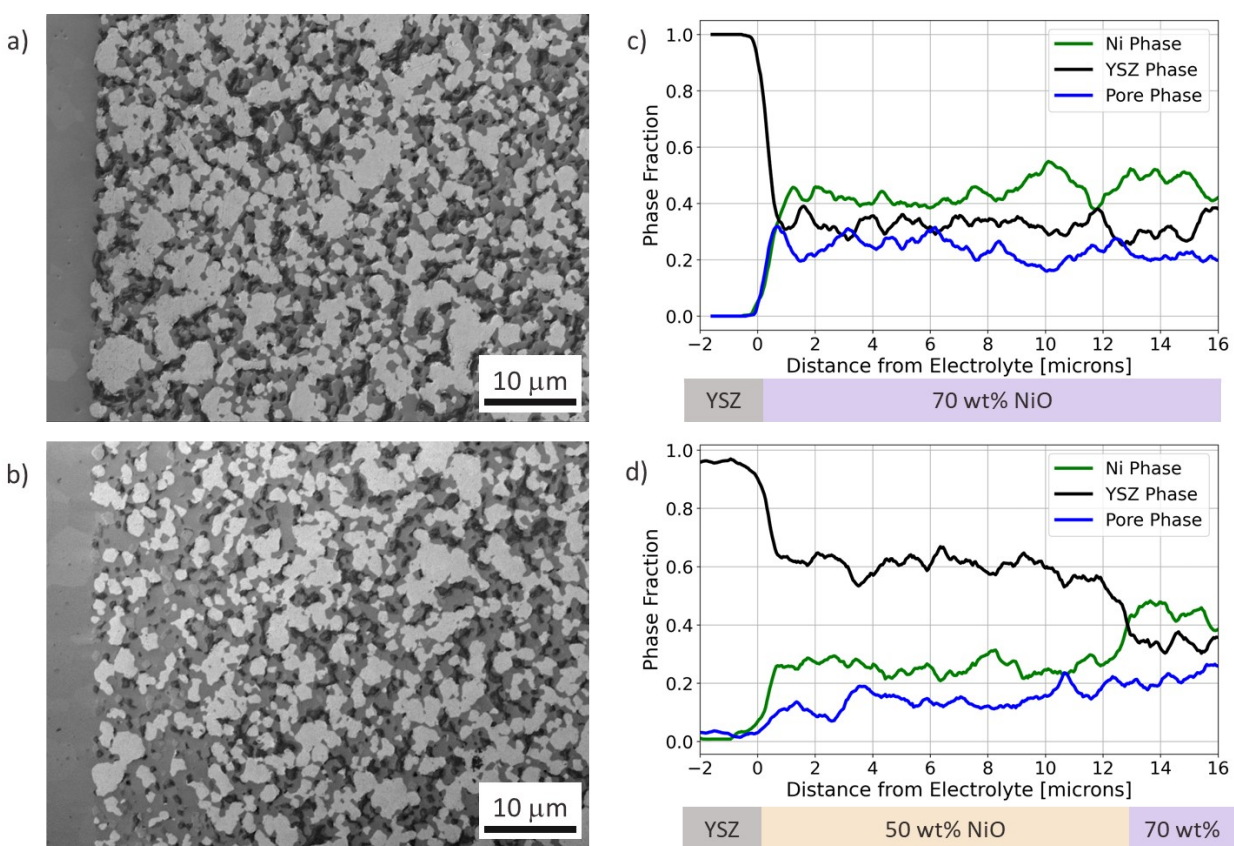 a)
10 μm
b)
10 μm
c)
Ni Phase
YSZ Phase
Pore Phase
1.0
0.8
0.6
0.4
0.2
0.0
Phase Fraction
−2 0 2 4 6 8 10 12 14 16
Distance from Electrolyte [microns]
YSZ 70 wt% NiO
d)
Ni Phase
YSZ Phase
Pore Phase
1.0
0.8
0.6
0.4
0.2
0.0
Phase Fraction
−2 0 2 4 6 8 10 12 14 16
Distance from Electrolyte [microns]
YSZ 50 wt% NiO 70 wt%